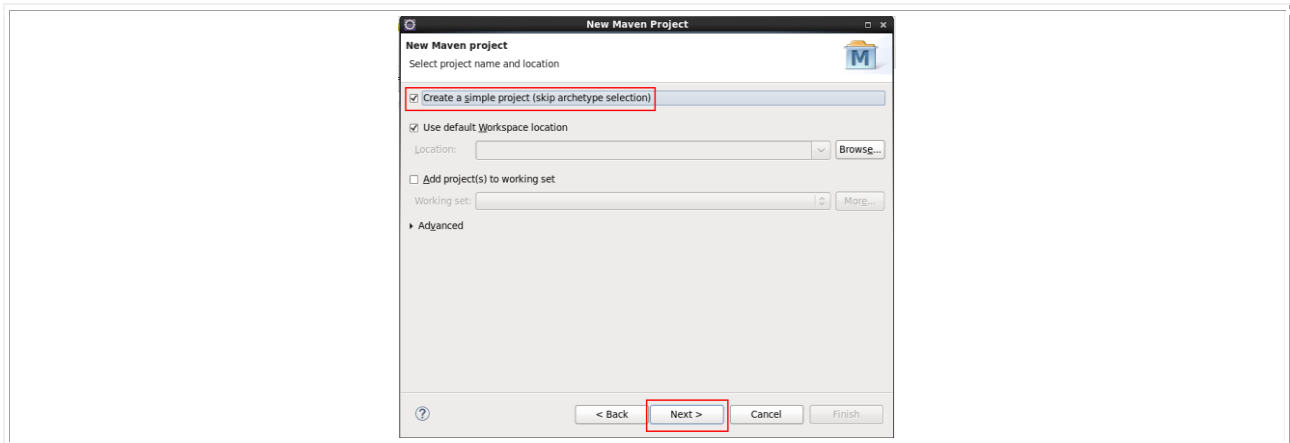 New Maven Project
New Maven project
Select project name and location
M
Create a simple project (skip archetype selection)
Use default Workspace location
Location:
Browse...
Add project(s) to working set
Working set:
More...
Advanced
?
< Back
Next >
Cancel
Finish